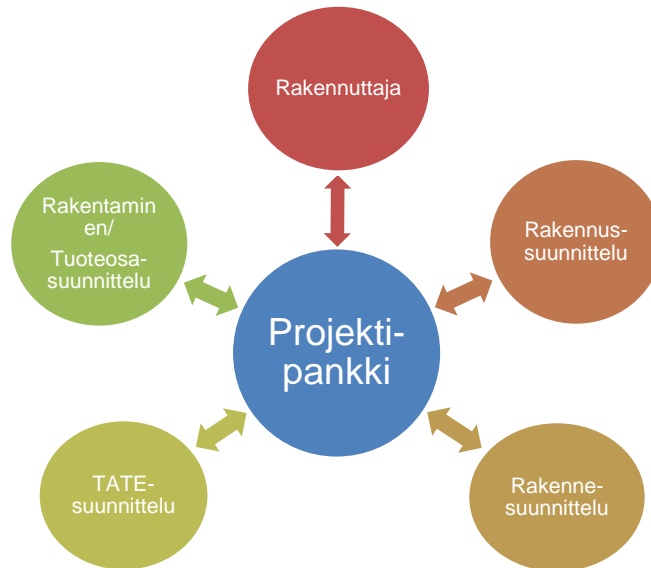 Rakennuttaja
Rakentamin
en/
Tuoteosa-
suunnittelu
Rakennus-
suunnittelu
Projekti-
pankki
TATE-
suunnittelu
Rakenne-
suunnittelu